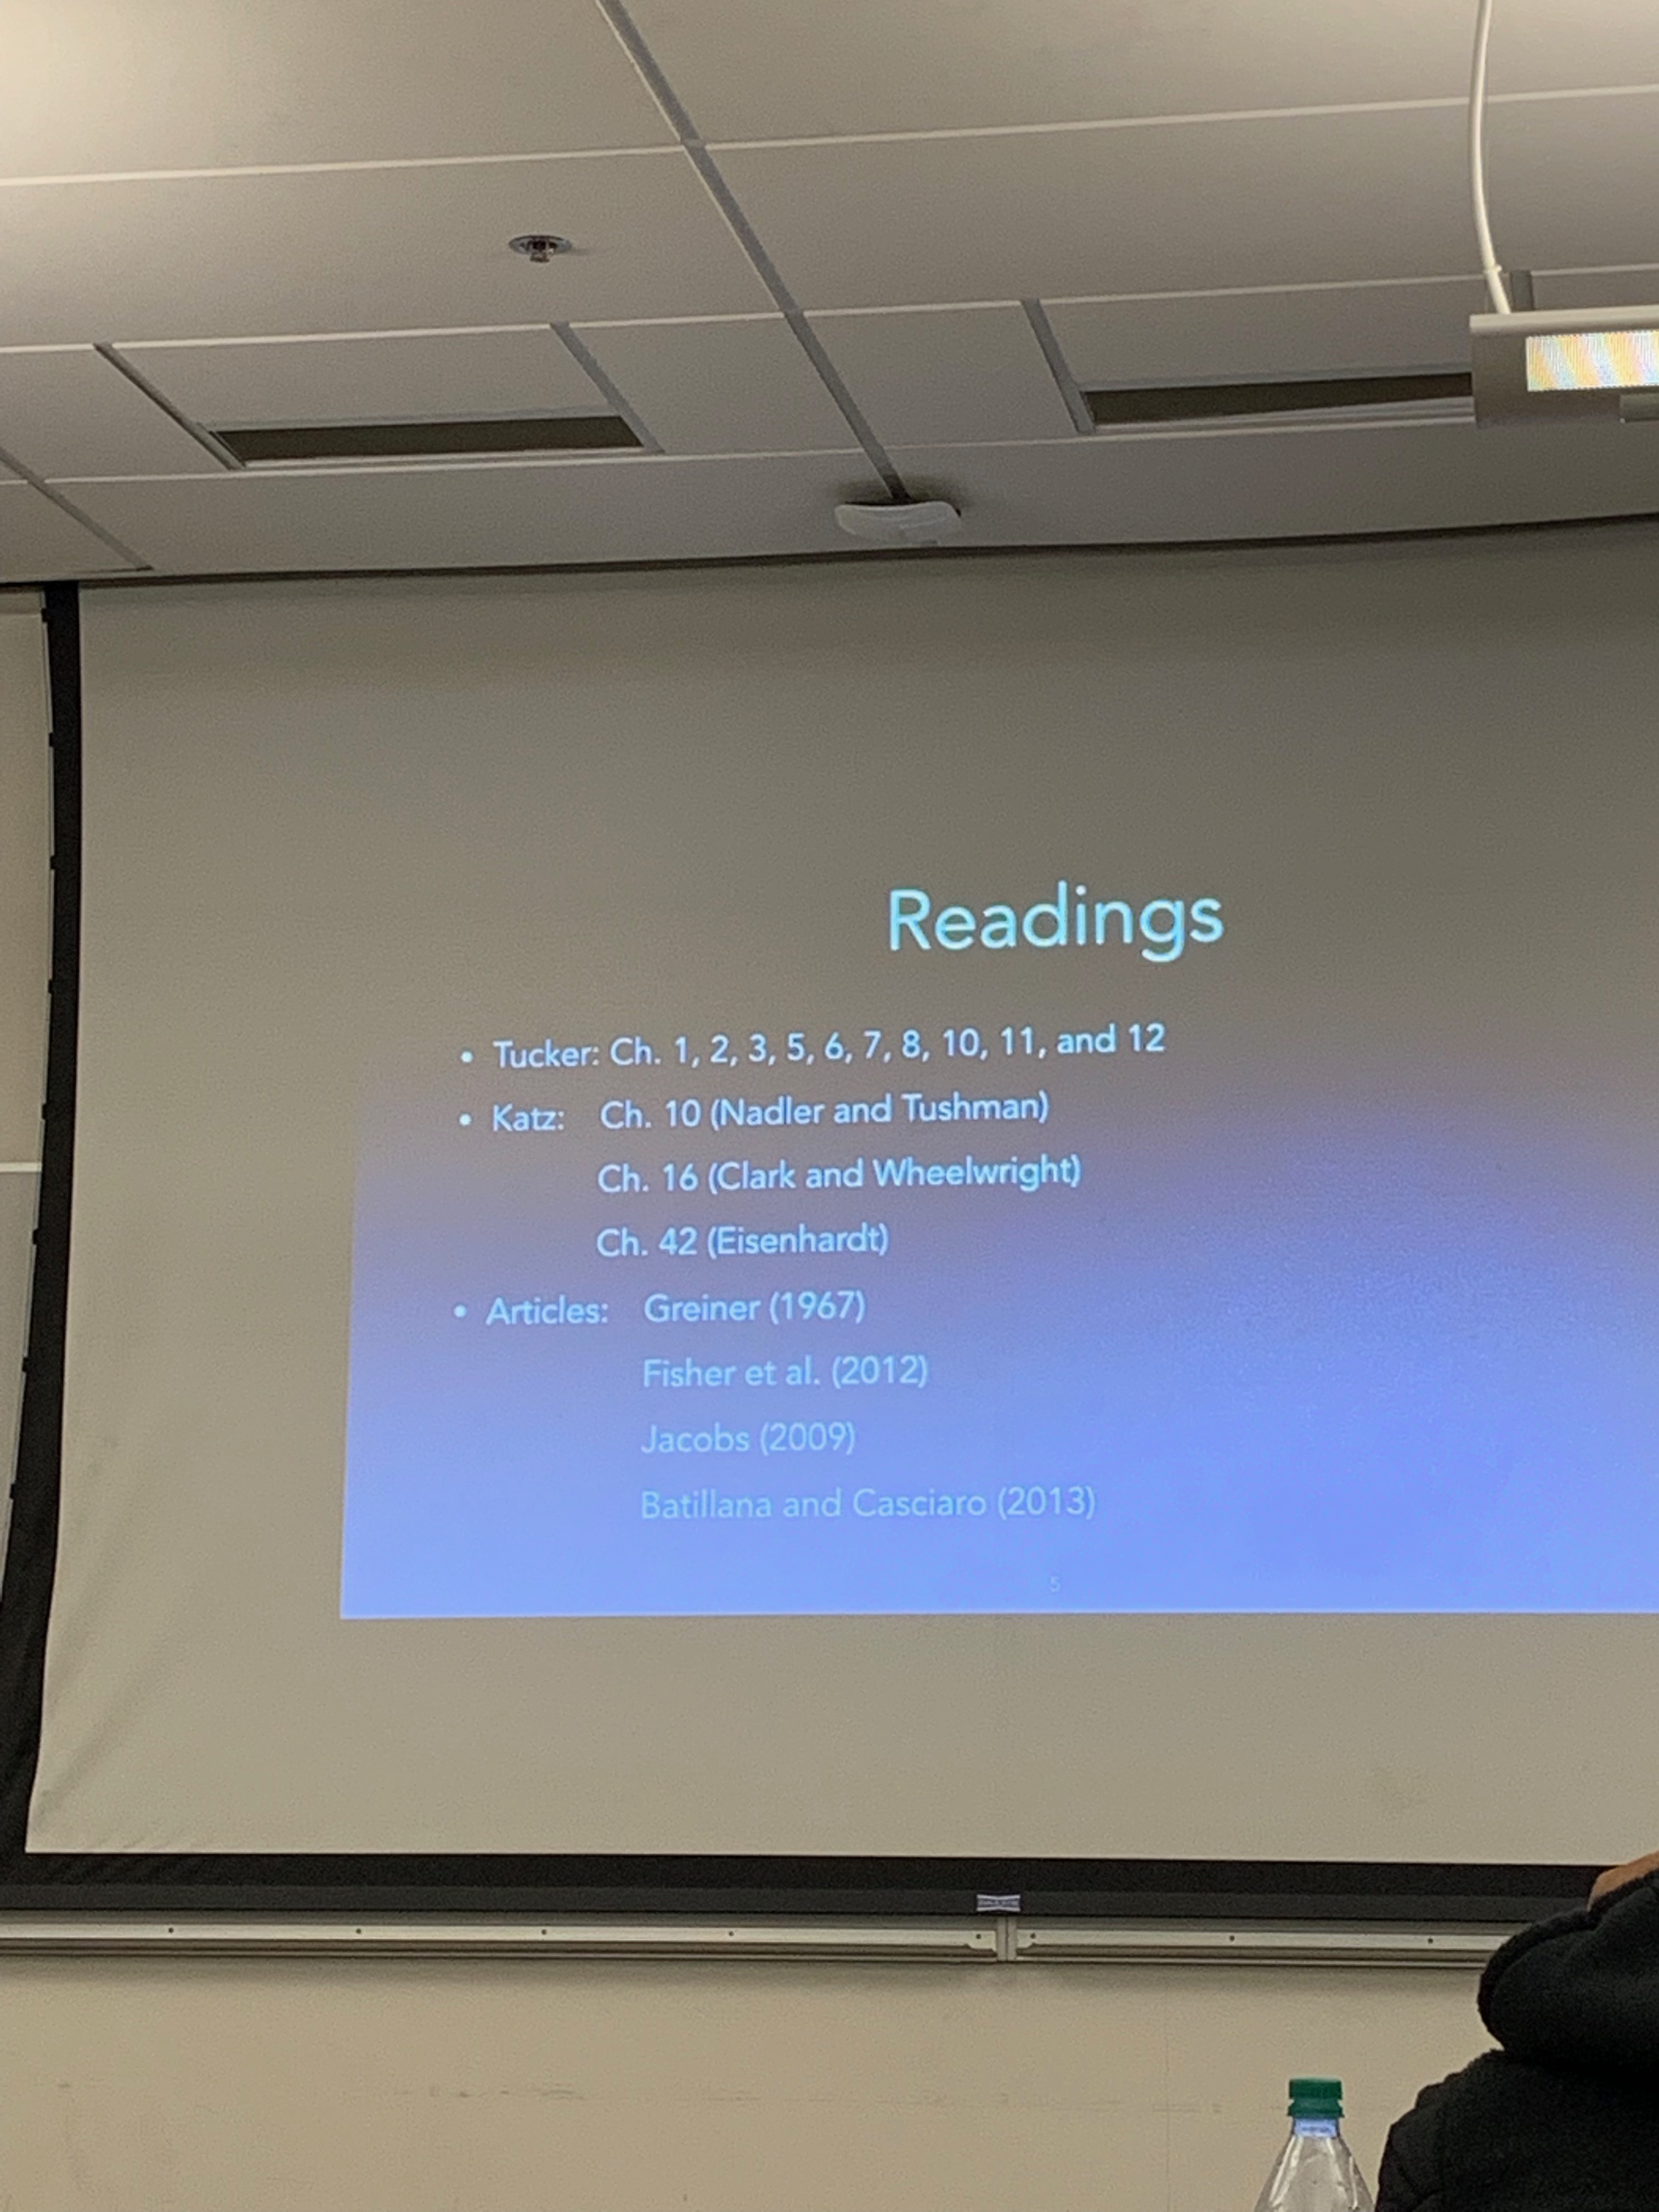 Readings
• Tucker: Ch. 1, 2, 3, 5, 6, 7, 8, 10, 11, and 12
• Katz: Ch. 10 (Nadler and Tushman)
Ch. 16 (Clark and Wheelwright)
Ch. 42 (Eisenhardt)
• Articles: Greiner (1967)
Fisher et al. (2012)
Jacobs (2009)
Batillana and Casciaro (2013)
5